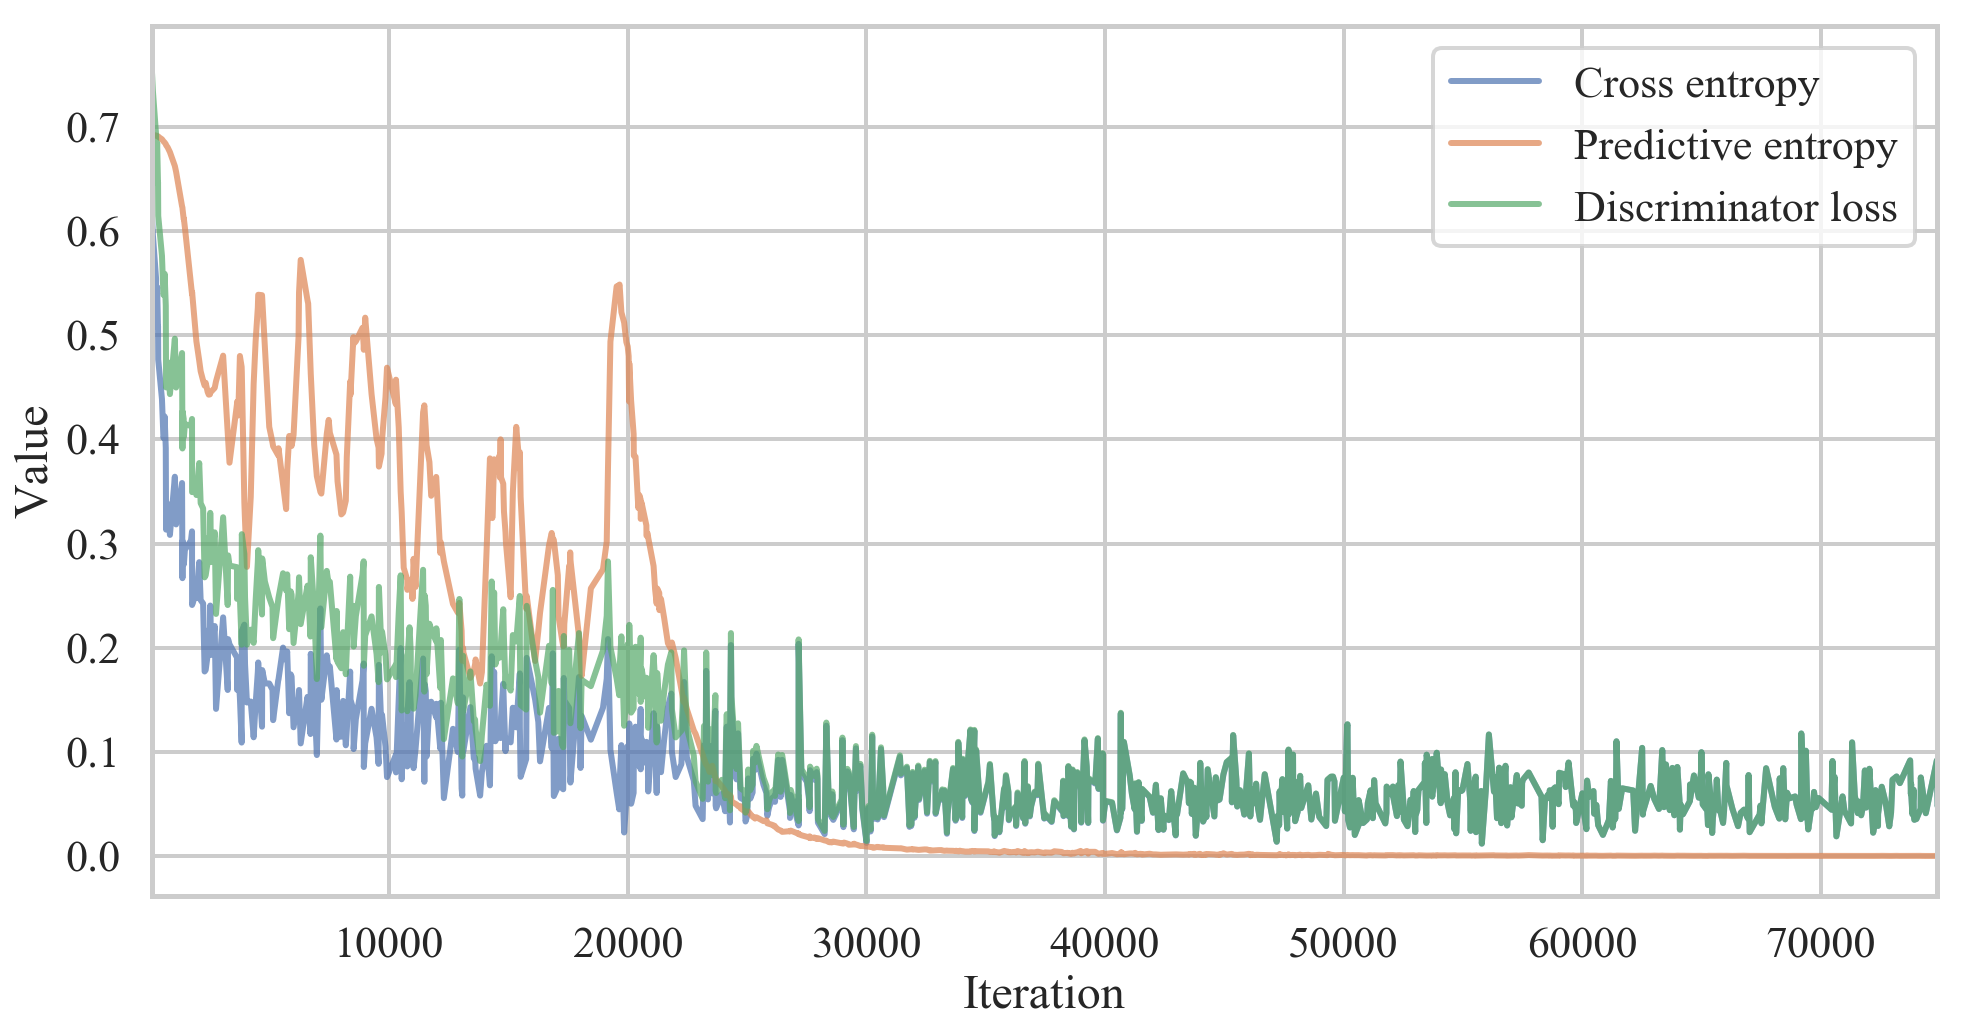 Cross entropy
Predictive entropy
Discriminator loss
Value
0.7
0.6
0.5
0.4
0.3
0.2
0.1
0.0
10000 20000 30000 40000 50000 60000 70000
Iteration